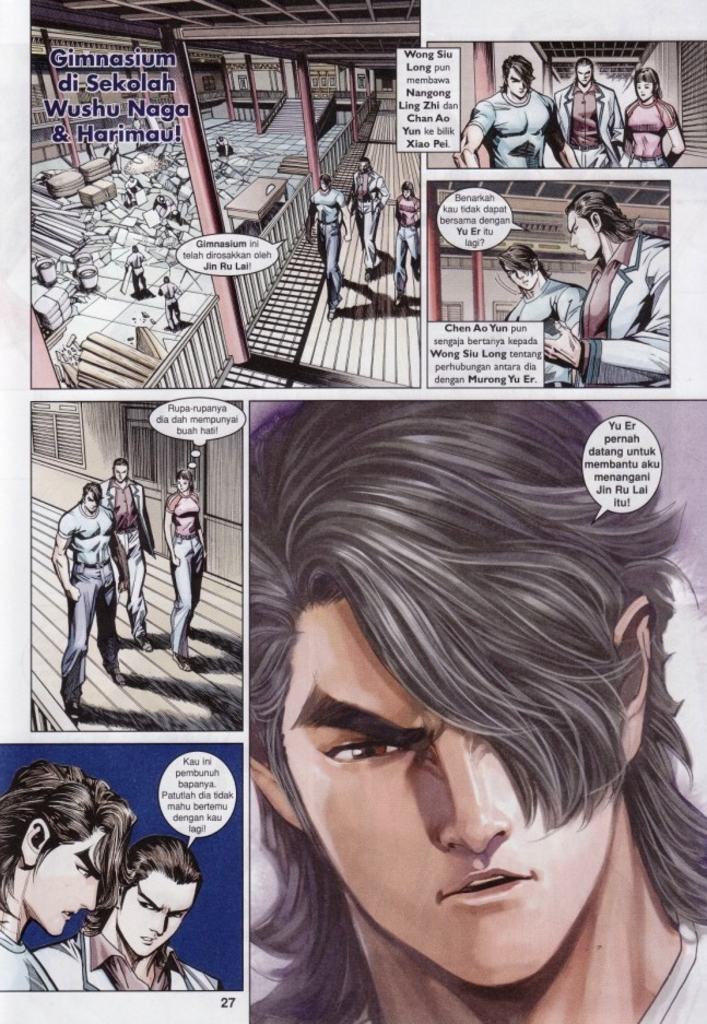 Gimnasium
di Sekolah
Wushu Naga
& Harimau!
Gimnasium ini
telah dirosakkan oleh
Jin Ru Lai!
Wong Siu
Long pun
membawa
Nangong
Ling Zhi dan
Chan Ao
Yun ke bilik
Xiao Pei.
Benarkah
kau tidak dapat
bersama dengan
Yu Er itu
lagi?
Chen Ao Yun pun
sengaja bertanya kepada
Wong Siu Long tentang
perhubungan antara dia
dengan Murong Yu Er.
Rupa-rupanya
dia dah mempunyai
buah hati!
Yu Er
pernah
datang untuk
membantu aku
menangani
Jin Ru Lai
itu!
Kau ini
pembunuh
bapanya.
Patutlah dia tidak
mahu bertemu
dengan kau
lagi!
27